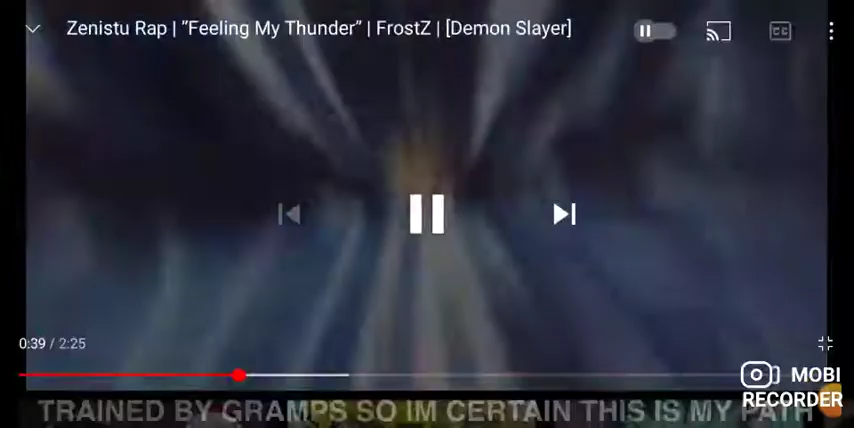 Zenistu Rap | "Feeling My Thunder" | FrostZ | [Demon Slayer]
CC
0:39 / 2:25
MOBI
RECORDER
TRAINED BY GRAMPS SO IM CERTAIN THIS IS MY PATH